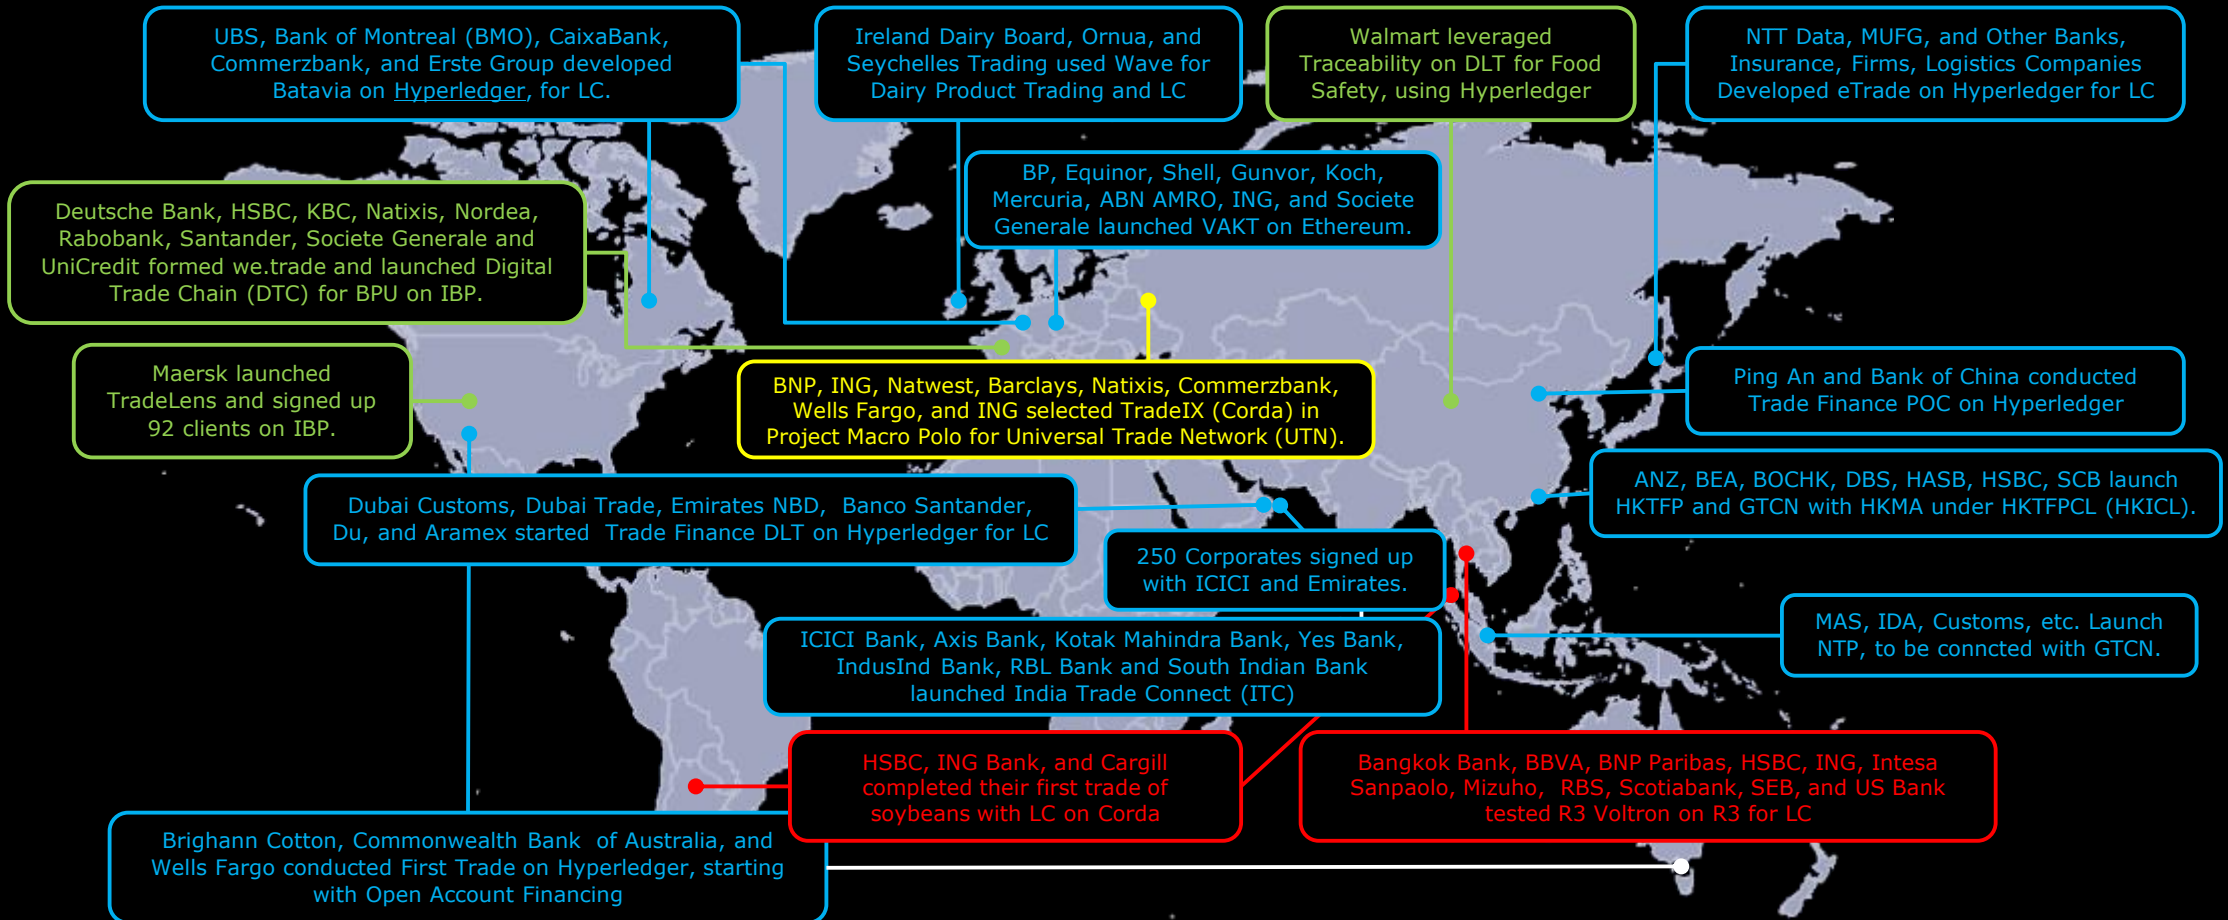 UBS, Bank of Montreal (BMO), CaixaBank,
Commerzbank, and Erste Group developed
Batavia on Hyperledger, for LC.
Ireland Dairy Board, Ornua, and
Seychelles Trading used Wave for
Dairy Product Trading and LC
Walmart leveraged
Traceability on DLT for Food
Safety, using Hyperledger
NTT Data, MUFG, and Other Banks,
Insurance, Firms, Logistics Companies
Developed eTrade on Hyperledger for LC
BP, Equinor, Shell, Gunvor, Koch,
Mercuria, ABN AMRO, ING, and Societe
Generale launched VAKT on Ethereum.
Deutsche Bank, HSBC, KBC, Natixis, Nordea,
Rabobank, Santander, Societe Generale and
UniCredit formed we.trade and launched Digital
Trade Chain (DTC) for BPU on IBP.
Maersk launched
TradeLens and signed up
92 clients on IBP.
BNP, ING, Natwest, Barclays, Natixis, Commerzbank,
Wells Fargo, and ING selected TradeIX (Corda) in
Project Macro Polo for Universal Trade Network (UTN).
Ping An and Bank of China conducted
Trade Finance POC on Hyperledger
ANZ, BEA, BOCHK, DBS, HASB, HSBC, SCB launch
HKTFP and GTCN with HKMA under HKTFPCL (HKICL).
Dubai Customs, Dubai Trade, Emirates NBD, Banco Santander,
Du, and Aramex started Trade Finance DLT on Hyperledger for LC
250 Corporates signed up
with ICICI and Emirates.
ICICI Bank, Axis Bank, Kotak Mahindra Bank, Yes Bank,
IndusInd Bank, RBL Bank and South Indian Bank
launched India Trade Connect (ITC)
MAS, IDA, Customs, etc. Launch
NTP, to be conncted with GTCN.
HSBC, ING Bank, and Cargill
completed their first trade of
soybeans with LC on Corda
Bangkok Bank, BBVA, BNP Paribas, HSBC, ING, Intesa
Sanpaolo, Mizuho, RBS, Scotiabank, SEB, and US Bank
tested R3 Voltron on R3 for LC
Brighann Cotton, Commonwealth Bank of Australia, and
Wells Fargo conducted First Trade on Hyperledger, starting
with Open Account Financing